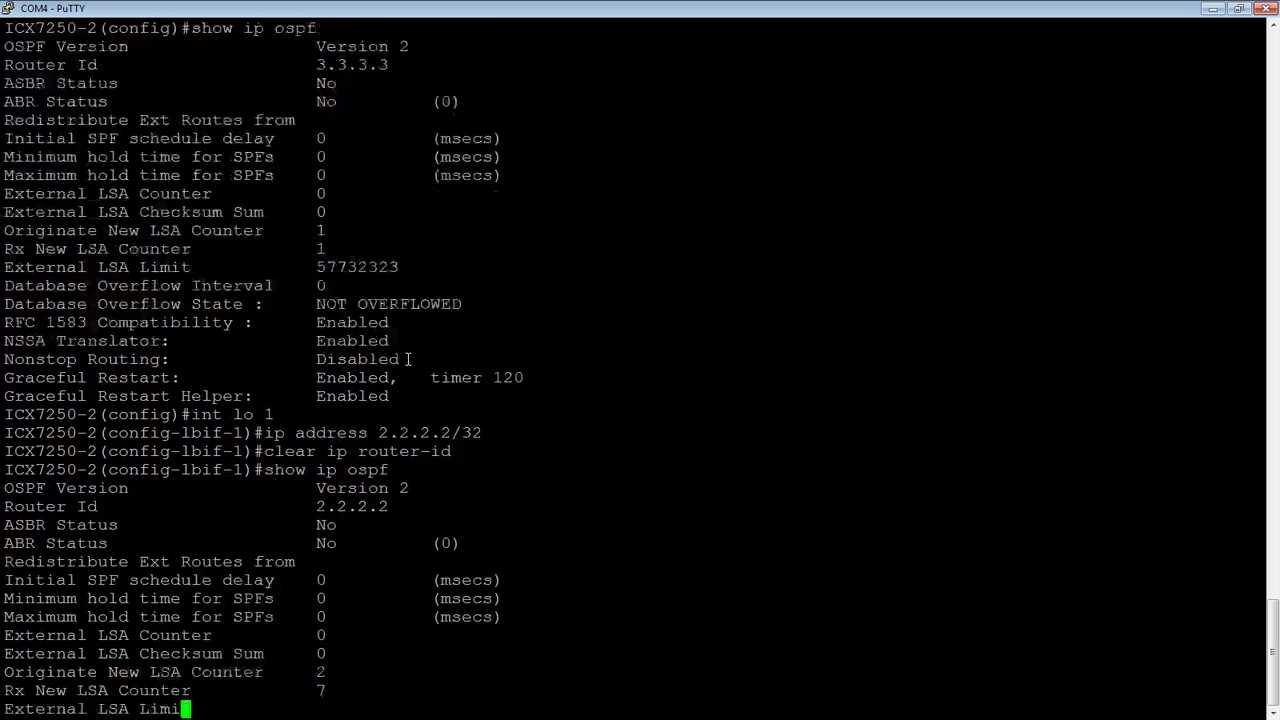 COM4 - PuTTY
ICX7250-2(config)#show ip ospf
OSPF Version Version 2
Router Id 3.3.3.3
ASBR Status No
ABR Status No (0)
Redistribute Ext Routes from
Initial SPF schedule delay 0 (msecs)
Minimum hold time for SPFs 0 (msecs)
Maximum hold time for SPFs 0 (msecs)
External LSA Counter 0
External LSA Checksum Sum 0
Originate New LSA Counter 1
Rx New LSA Counter 1
External LSA Limit 57732323
Database Overflow Interval 0
Database Overflow State : NOT OVERFLOWED
RFC 1583 Compatibility : Enabled
NSSA Translator: Enabled
Nonstop Routing: Disabled
Graceful Restart: Enabled, timer 120
Graceful Restart Helper: Enabled
ICX7250-2(config)#int lo 1
ICX7250-2(config-lbif-1)#ip address 2.2.2.2/32
ICX7250-2(config-lbif-1)#clear ip router-id
ICX7250-2(config-lbif-1)#show ip ospf
OSPF Version Version 2
Router Id 2.2.2.2
ASBR Status No
ABR Status No (0)
Redistribute Ext Routes from
Initial SPF schedule delay 0 (msecs)
Minimum hold time for SPFs 0 (msecs)
Maximum hold time for SPFs 0 (msecs)
External LSA Counter 0
External LSA Checksum Sum 0
Originate New LSA Counter 2
Rx New LSA Counter 7
External LSA Limi